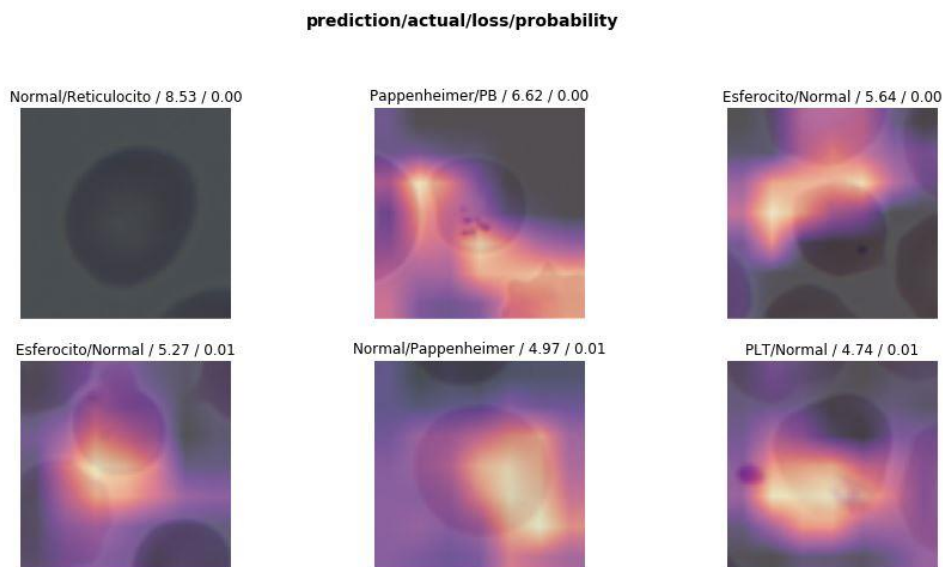 prediction/actual/loss/probability
Normal/Reticulocito / 8.53 / 0.00
Pappenheimer/PB / 6.62 / 0.00
Esferocito/Normal / 5.64 / 0.00
Esferocito/Normal / 5.27 / 0.01
Normal/Pappenheimer / 4.97 / 0.01
PLT/Normal / 4.74 / 0.01